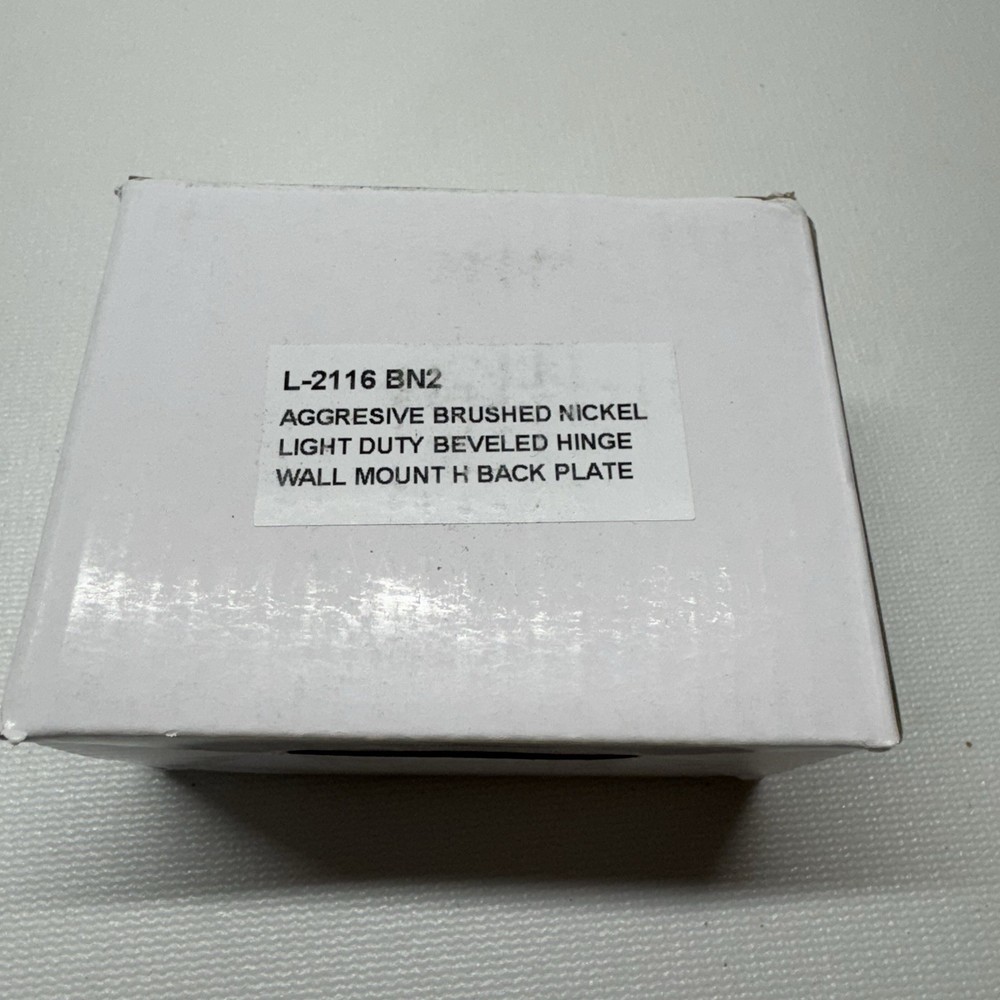 L-2116 BN2
AGGRESIVE BRUSHED NICKEL
LIGHT DUTY BEVELED HINGE
WALL MOUNT H BACK PLATE